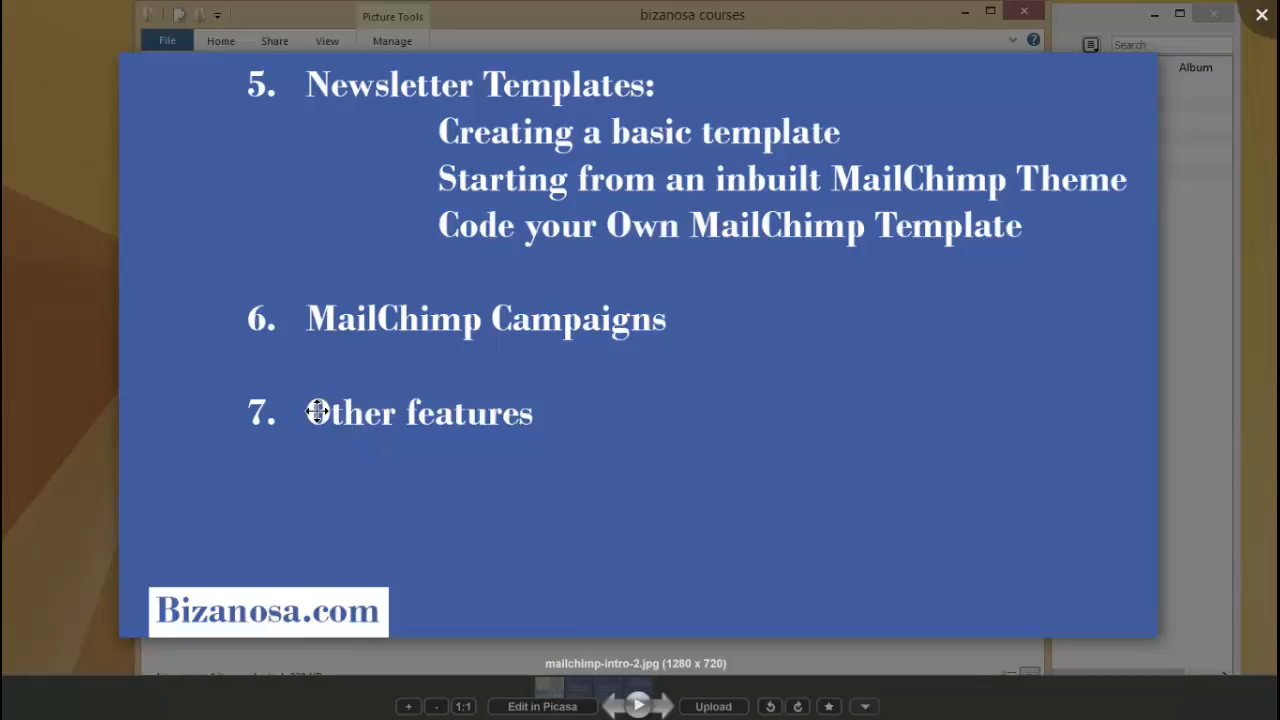 Picture Tools
bizanosa courses
File
Home
Share
View
Manage
Search
Album
5. Newsletter Templates:
Creating a basic template
Starting from an inbuilt MailChimp Theme
Code your Own MailChimp Template
6. MailChimp Campaigns
7. Other features
Bizanosa.com
mailchimp-intro-2.jpg (1280 x 720)
+
-
1:1
Edit in Picasa
Upload